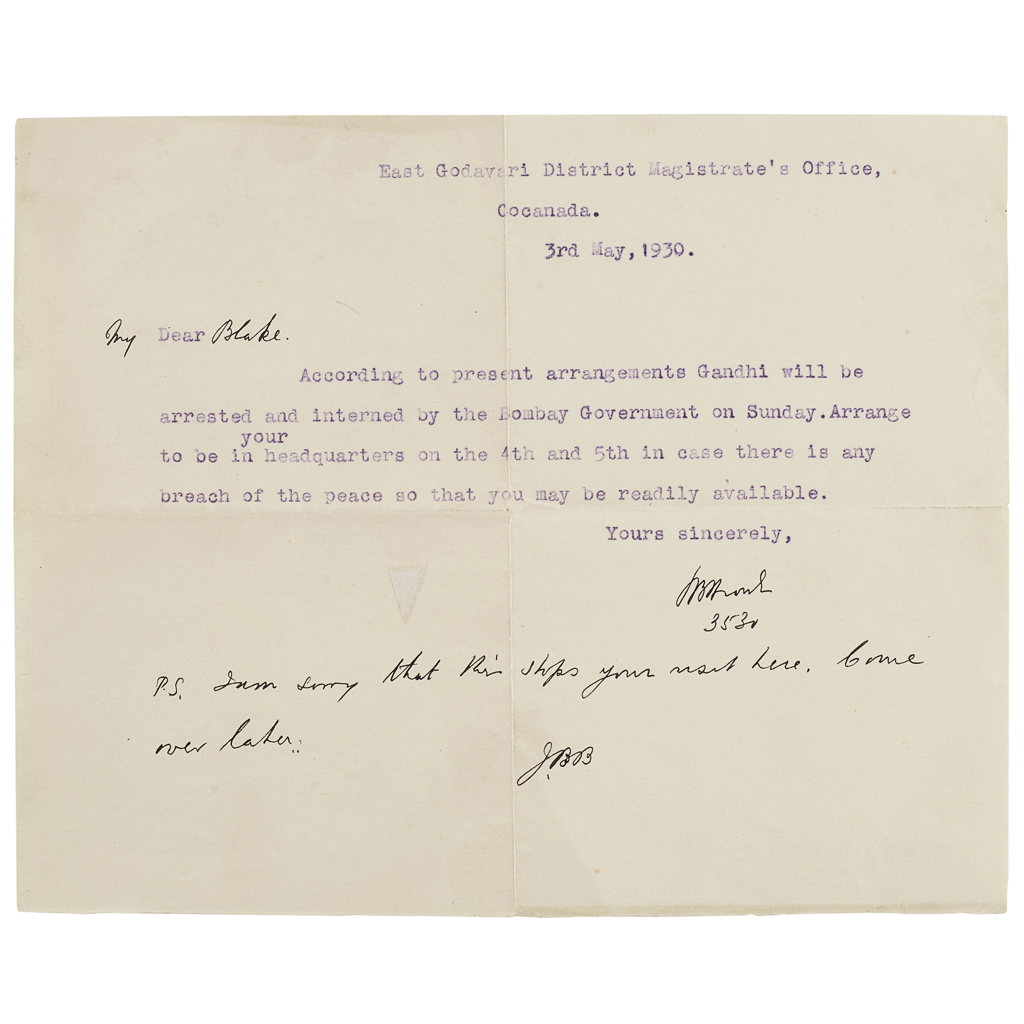 East Godavari District Magistrate's Office,
Cocanada.
3rd May, 1930.
My Dear Blake.
According to present arrangements Gandhi will be
arrested and interned by the Bombay Government on Sunday. Arrange
your
to be in headquarters on the 4th and 5th in case there is any
breach of the peace so that you may be readily available.
Yours sincerely,
3530
P.S. I am sorry that this stops your visit here. Come
over later.
J.B.B